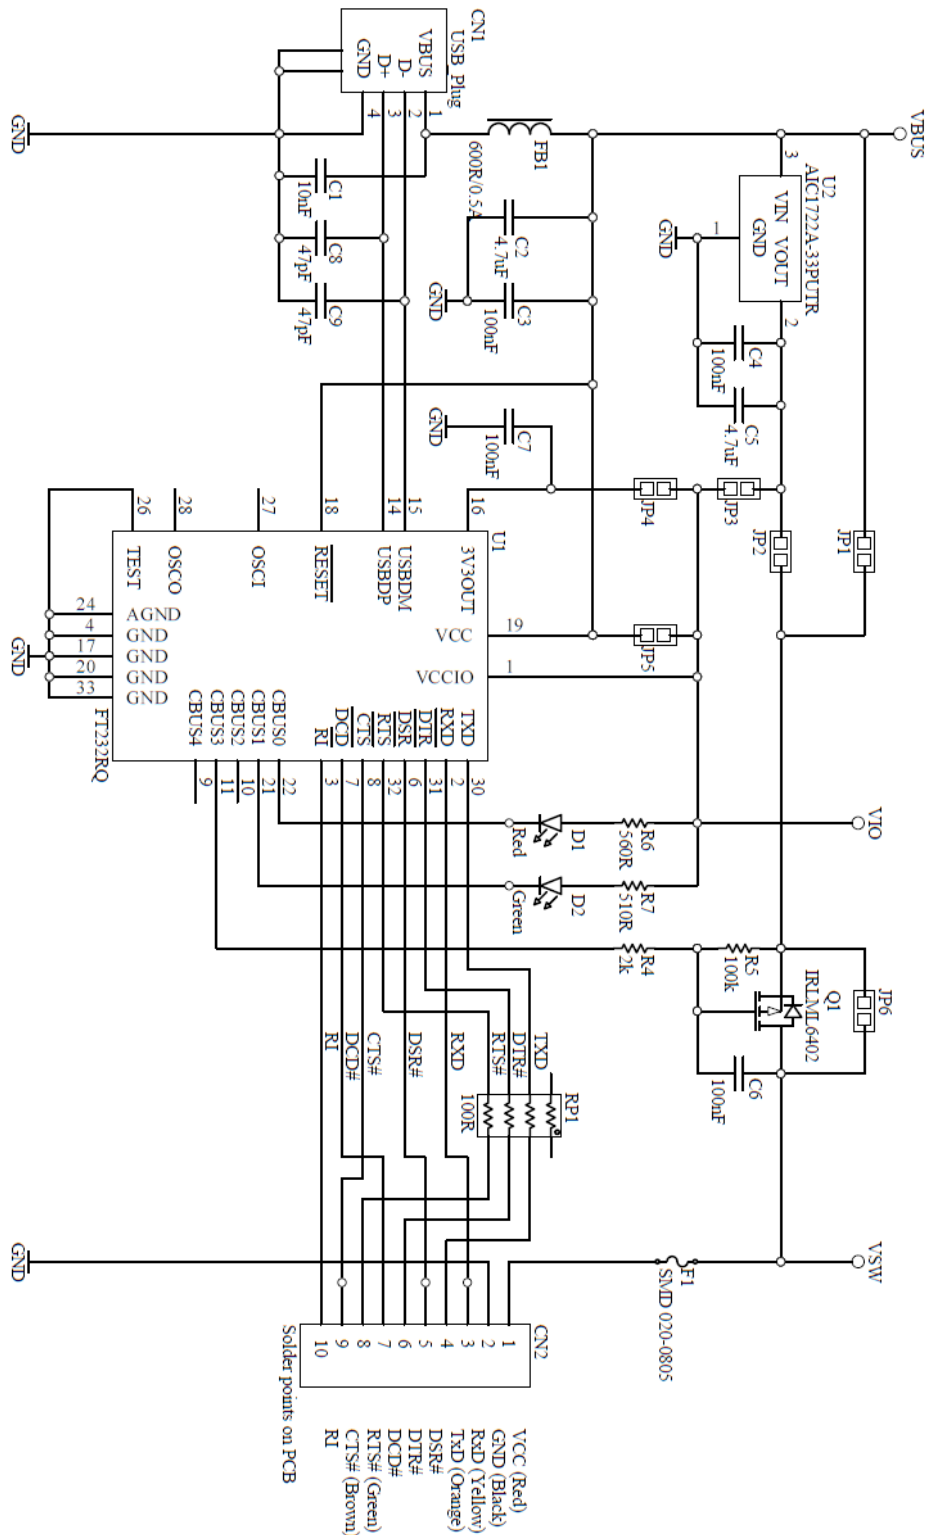 CN1
USB Plug
VBUS
D-
D+
GND
1
2
3
4
GND
C1
10nF
C8
47pF
C9
47pF
FB1
600R/0.5A
C2
4.7uF
C3
100nF
GND
VBUS
U2
AIC1722A-33PUTR
3
VIN VOUT
GND
1
2
GND
C4
100nF
C5
4.7uF
C7
100nF
GND
JP4
JP3
JP2
JP1
JP5
U1
16
15
14
18
27
28
26
3V3OUT
USBDM
USBDP
RESET
OSCI
OSCO
TEST
24
AGND
4
GND
17
GND
20
GND
33
GND
GND
VCC
19
VCCIO
1
FT232RQ
TXD
RXD
DTR
DSR
RTS
CTS
DCD
RI
CBUS0
CBUS1
CBUS2
CBUS3
CBUS4
30
2
31
6
32
8
7
3
22
21
10
11
9
VIO
D1
Red
R6
560R
D2
Green
R7
510R
R4
2k
R5
100k
Q1
IRLML6402
JP6
C6
100nF
TXD
DTR#
RTS#
RXD
DSR#
CTS#
DCD#
RI
RP1
100R
VSW
F1
SMD 020-0805
GND
CN2
1
2
3
4
5
6
7
8
9
10
Solder points on PCB
VCC (Red)
GND (Black)
RxD (Yellow)
TxD (Orange)
DSR#
DTR#
DCD#
RTS# (Green)
CTS# (Brown)
RI